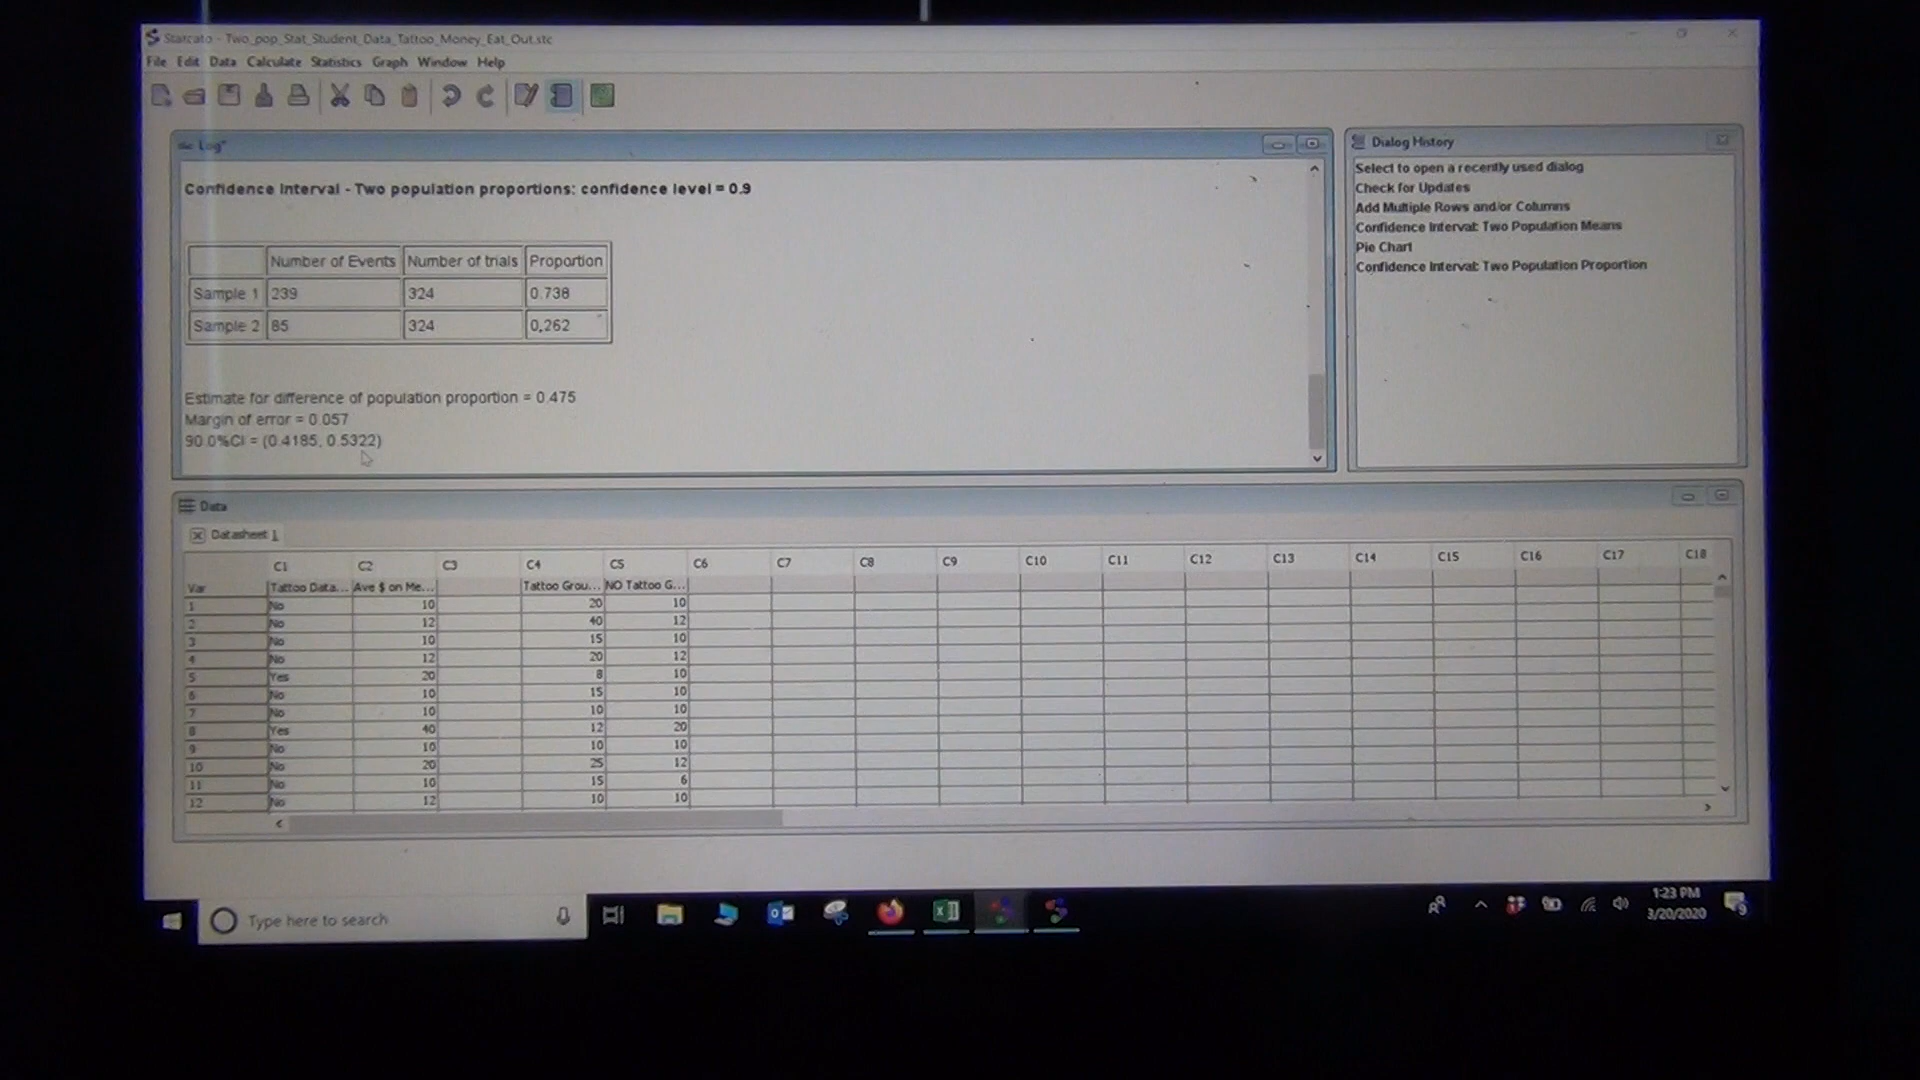 Statcato - Two_pop_Stat_Student_Data_Tattoo_Money_Eat_Out.stc
File Edit Data Calculate Statistics Graph Window Help
Log*
Confidence Interval - Two population proportions: confidence level = 0.9
Number of Events Number of trials Proportion
Sample 1 239 324 0.738
Sample 2 85 324 0.262
Estimate for difference of population proportion = 0.475
Margin of error = 0.057
90.0%CI = (0.4185, 0.5322)
Dialog History
Select to open a recently used dialog
Check for Updates
Add Multiple Rows and/or Columns
Confidence Interval: Two Population Means
Pie Chart
Confidence Interval: Two Population Proportion
Data
Datasheet 1
C1 C2 C3 C4 C5 C6 C7 C8 C9 C10 C11 C12 C13 C14 C15 C16 C17 C18
Var Tattoo Data... Ave $ on Me... Tattoo Grou... NO Tattoo G...
1 No 10 20 10
2 No 12 40 12
3 No 10 15 10
4 No 12 20 12
5 Yes 20 8 10
6 No 10 15 10
7 No 10 10 10
8 Yes 40 12 20
9 No 10 10 10
10 No 20 25 12
11 No 10 15 6
12 No 12 10 10
Type here to search
1:23 PM
3/20/2020
9